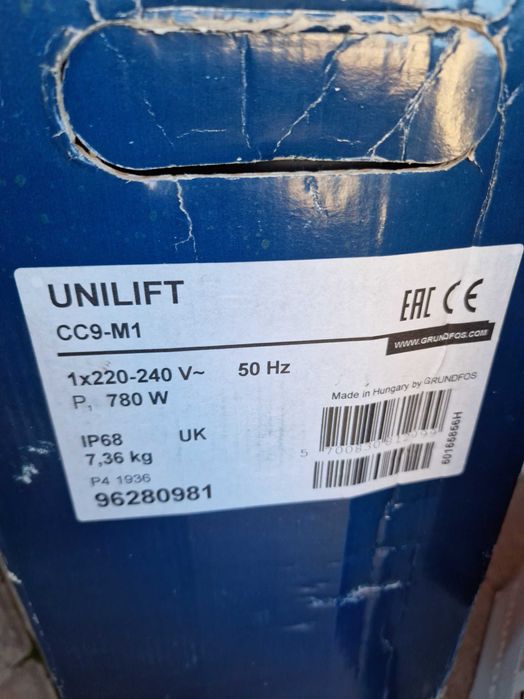 UNILIFT
CC9-M1
EAC CE
WWW.GRUNDFOS.COM
1x220-240 V~ 50 Hz
P1 780 W
Made in Hungary by GRUNDFOS
IP68 UK
7,36 kg
P4 1936
96280981
60165656H